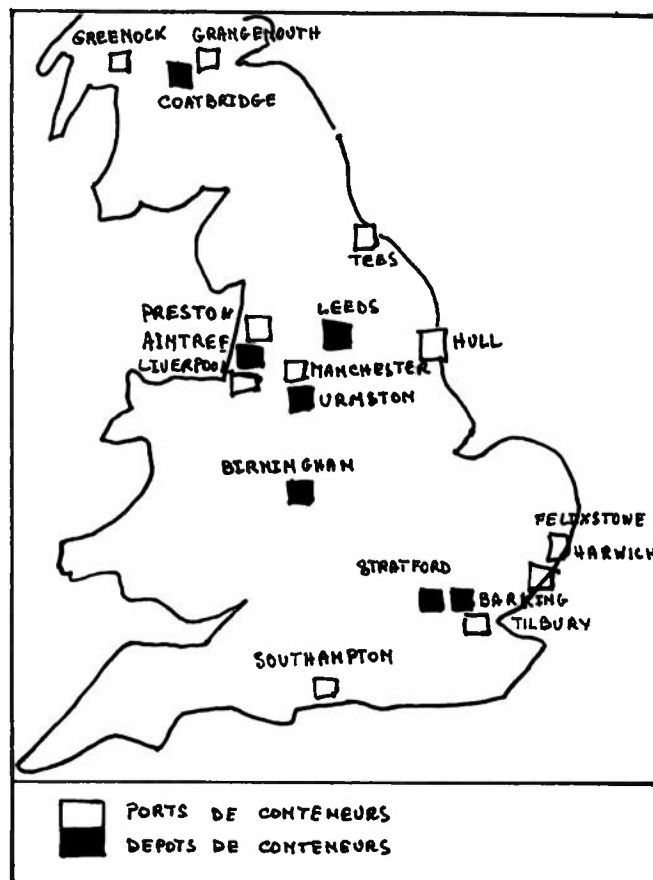 GREENOCK
GRANGEMOUTH
COATBRIDGE
TEES
PRESTON
LEEDS
AINTREE
HULL
LIVERPOOL
MANCHESTER
URMSTON
BIRMINGHAM
FELIXSTONE
HARWICH
STRATFORD
BARKING
TILBURY
SOUTHAMPTON
PORTS DE CONTENEURS
DEPOTS DE CONTENEURS